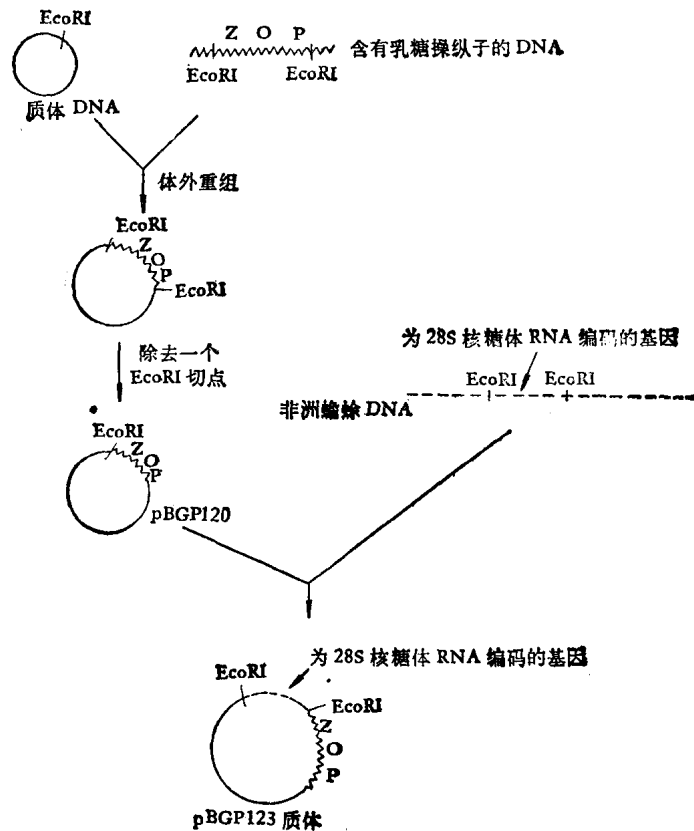 EcoRI
Z O P
含有乳糖操纵子的 DNA
EcoRI EcoRI
质体 DNA
体外重组
EcoRI
Z
O
P
EcoRI
除去一个
EcoRI 切点
为 28S 核糖体 RNA 编码的基因
EcoRI EcoRI
非洲蟾蜍 DNA
EcoRI
Z
O
P
pBGP120
为 28S 核糖体 RNA 编码的基因
EcoRI
EcoRI
Z
O
P
pBGP123 质体